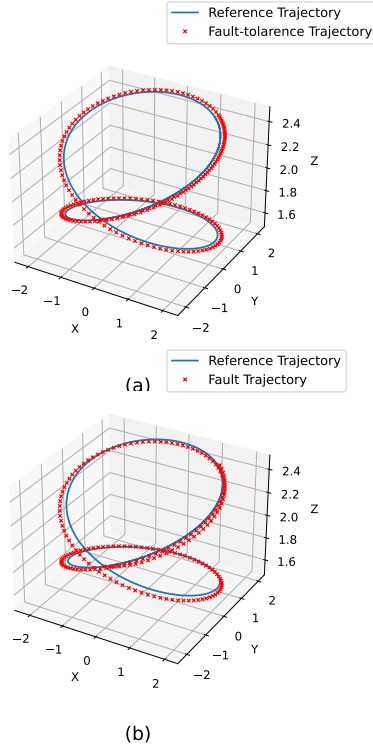 Reference Trajectory
Fault-tolarence Trajectory
2.4
2.2
2.0
1.8
1.6
Z
2
1
0
−1
−2
Y
−2
−1
0
1
2
X
(a)
Reference Trajectory
Fault Trajectory
2.4
2.2
2.0
1.8
1.6
Z
2
1
0
−1
−2
Y
−2
−1
0
1
2
X
(b)